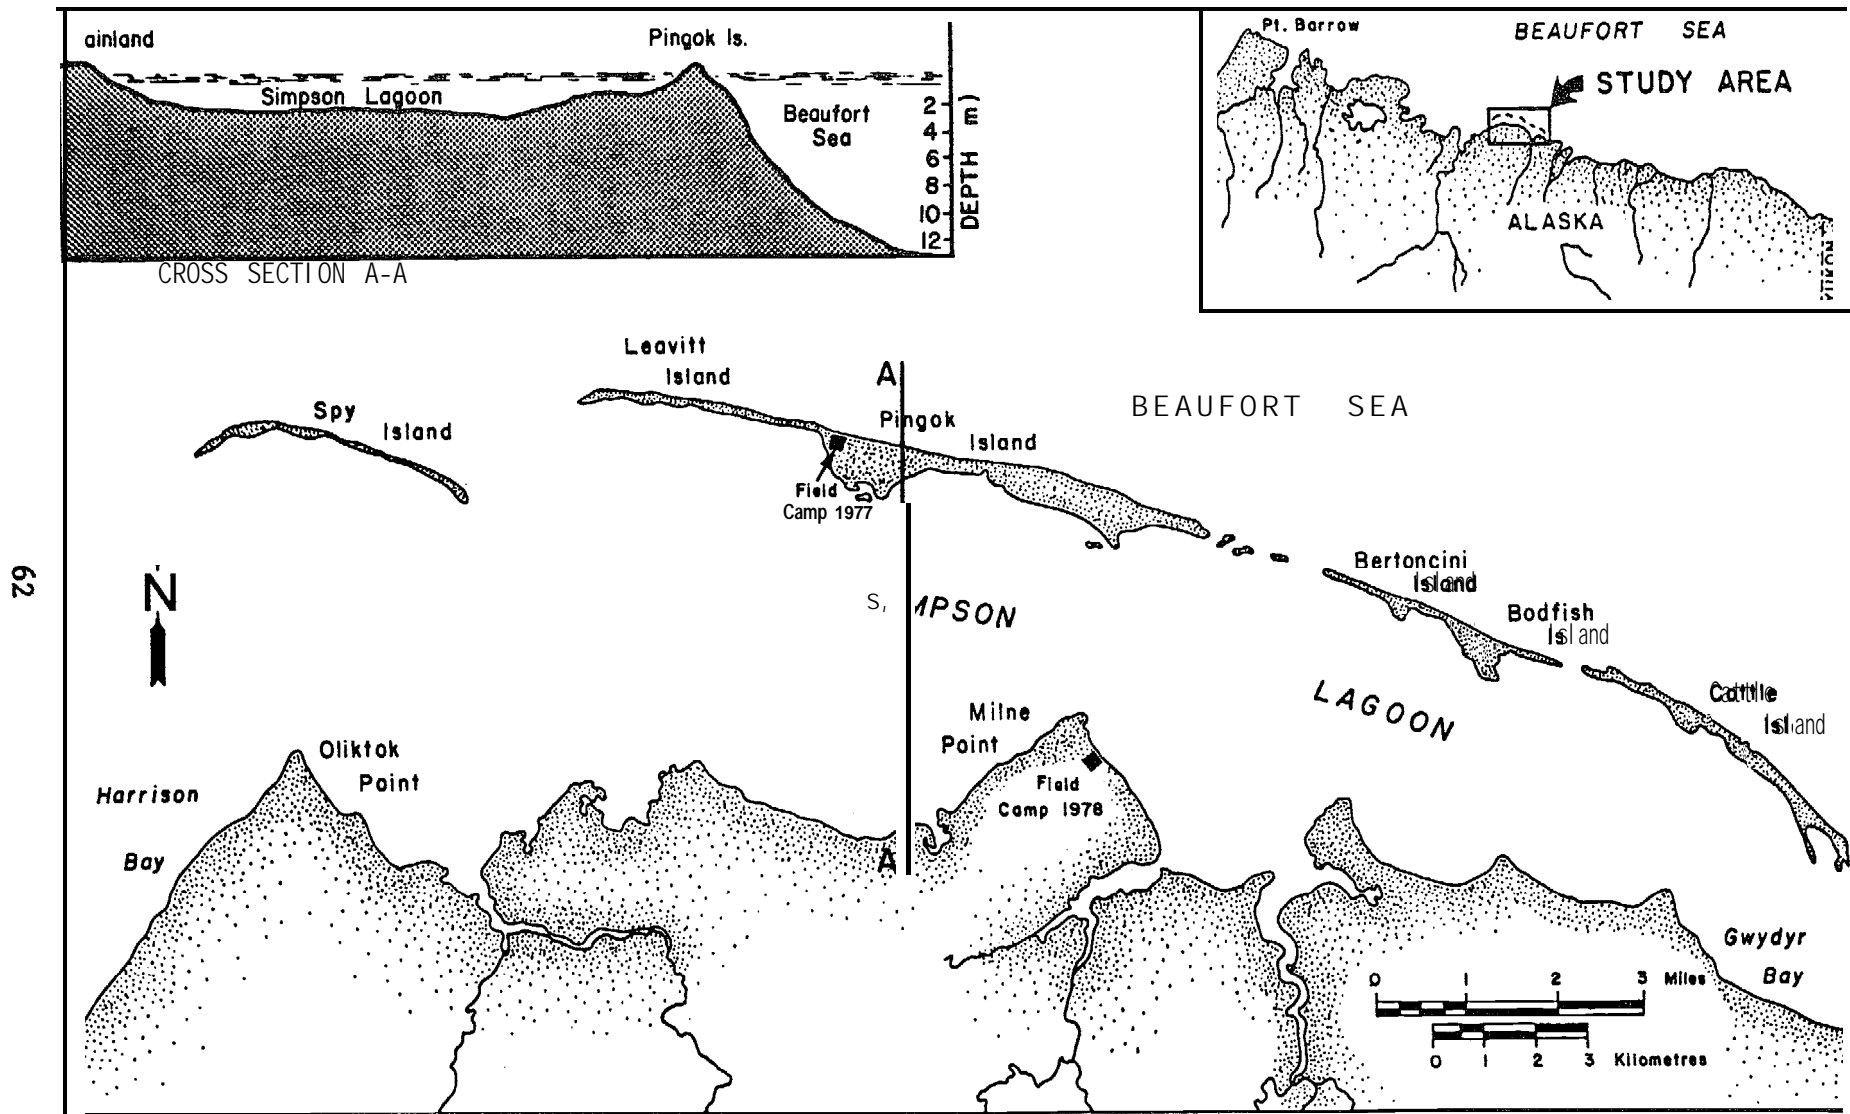 ainland
Pingok Is.
Simpson Lagoon
Beaufort
Sea
2
4
6
8
10
12
DEPTH m)
CROSS SECTION A-A
Pt. Barrow
BEAUFORT SEA
STUDY AREA
ALASKA
YUKON
Leavitt
Island
Spy
Island
A
Pingok
Island
BEAUFORT SEA
Field
Camp 1977
62
N
SIMPSON
LAGOON
Bertoncini
Island
Bodfish
Island
Cottle
Island
Milne
Point
Field
Camp 1978
Oliktok
Point
Harrison
Bay
A
Gwydyr
Bay
0 1 2 3 Miles
0 1 2 3 Kilometres